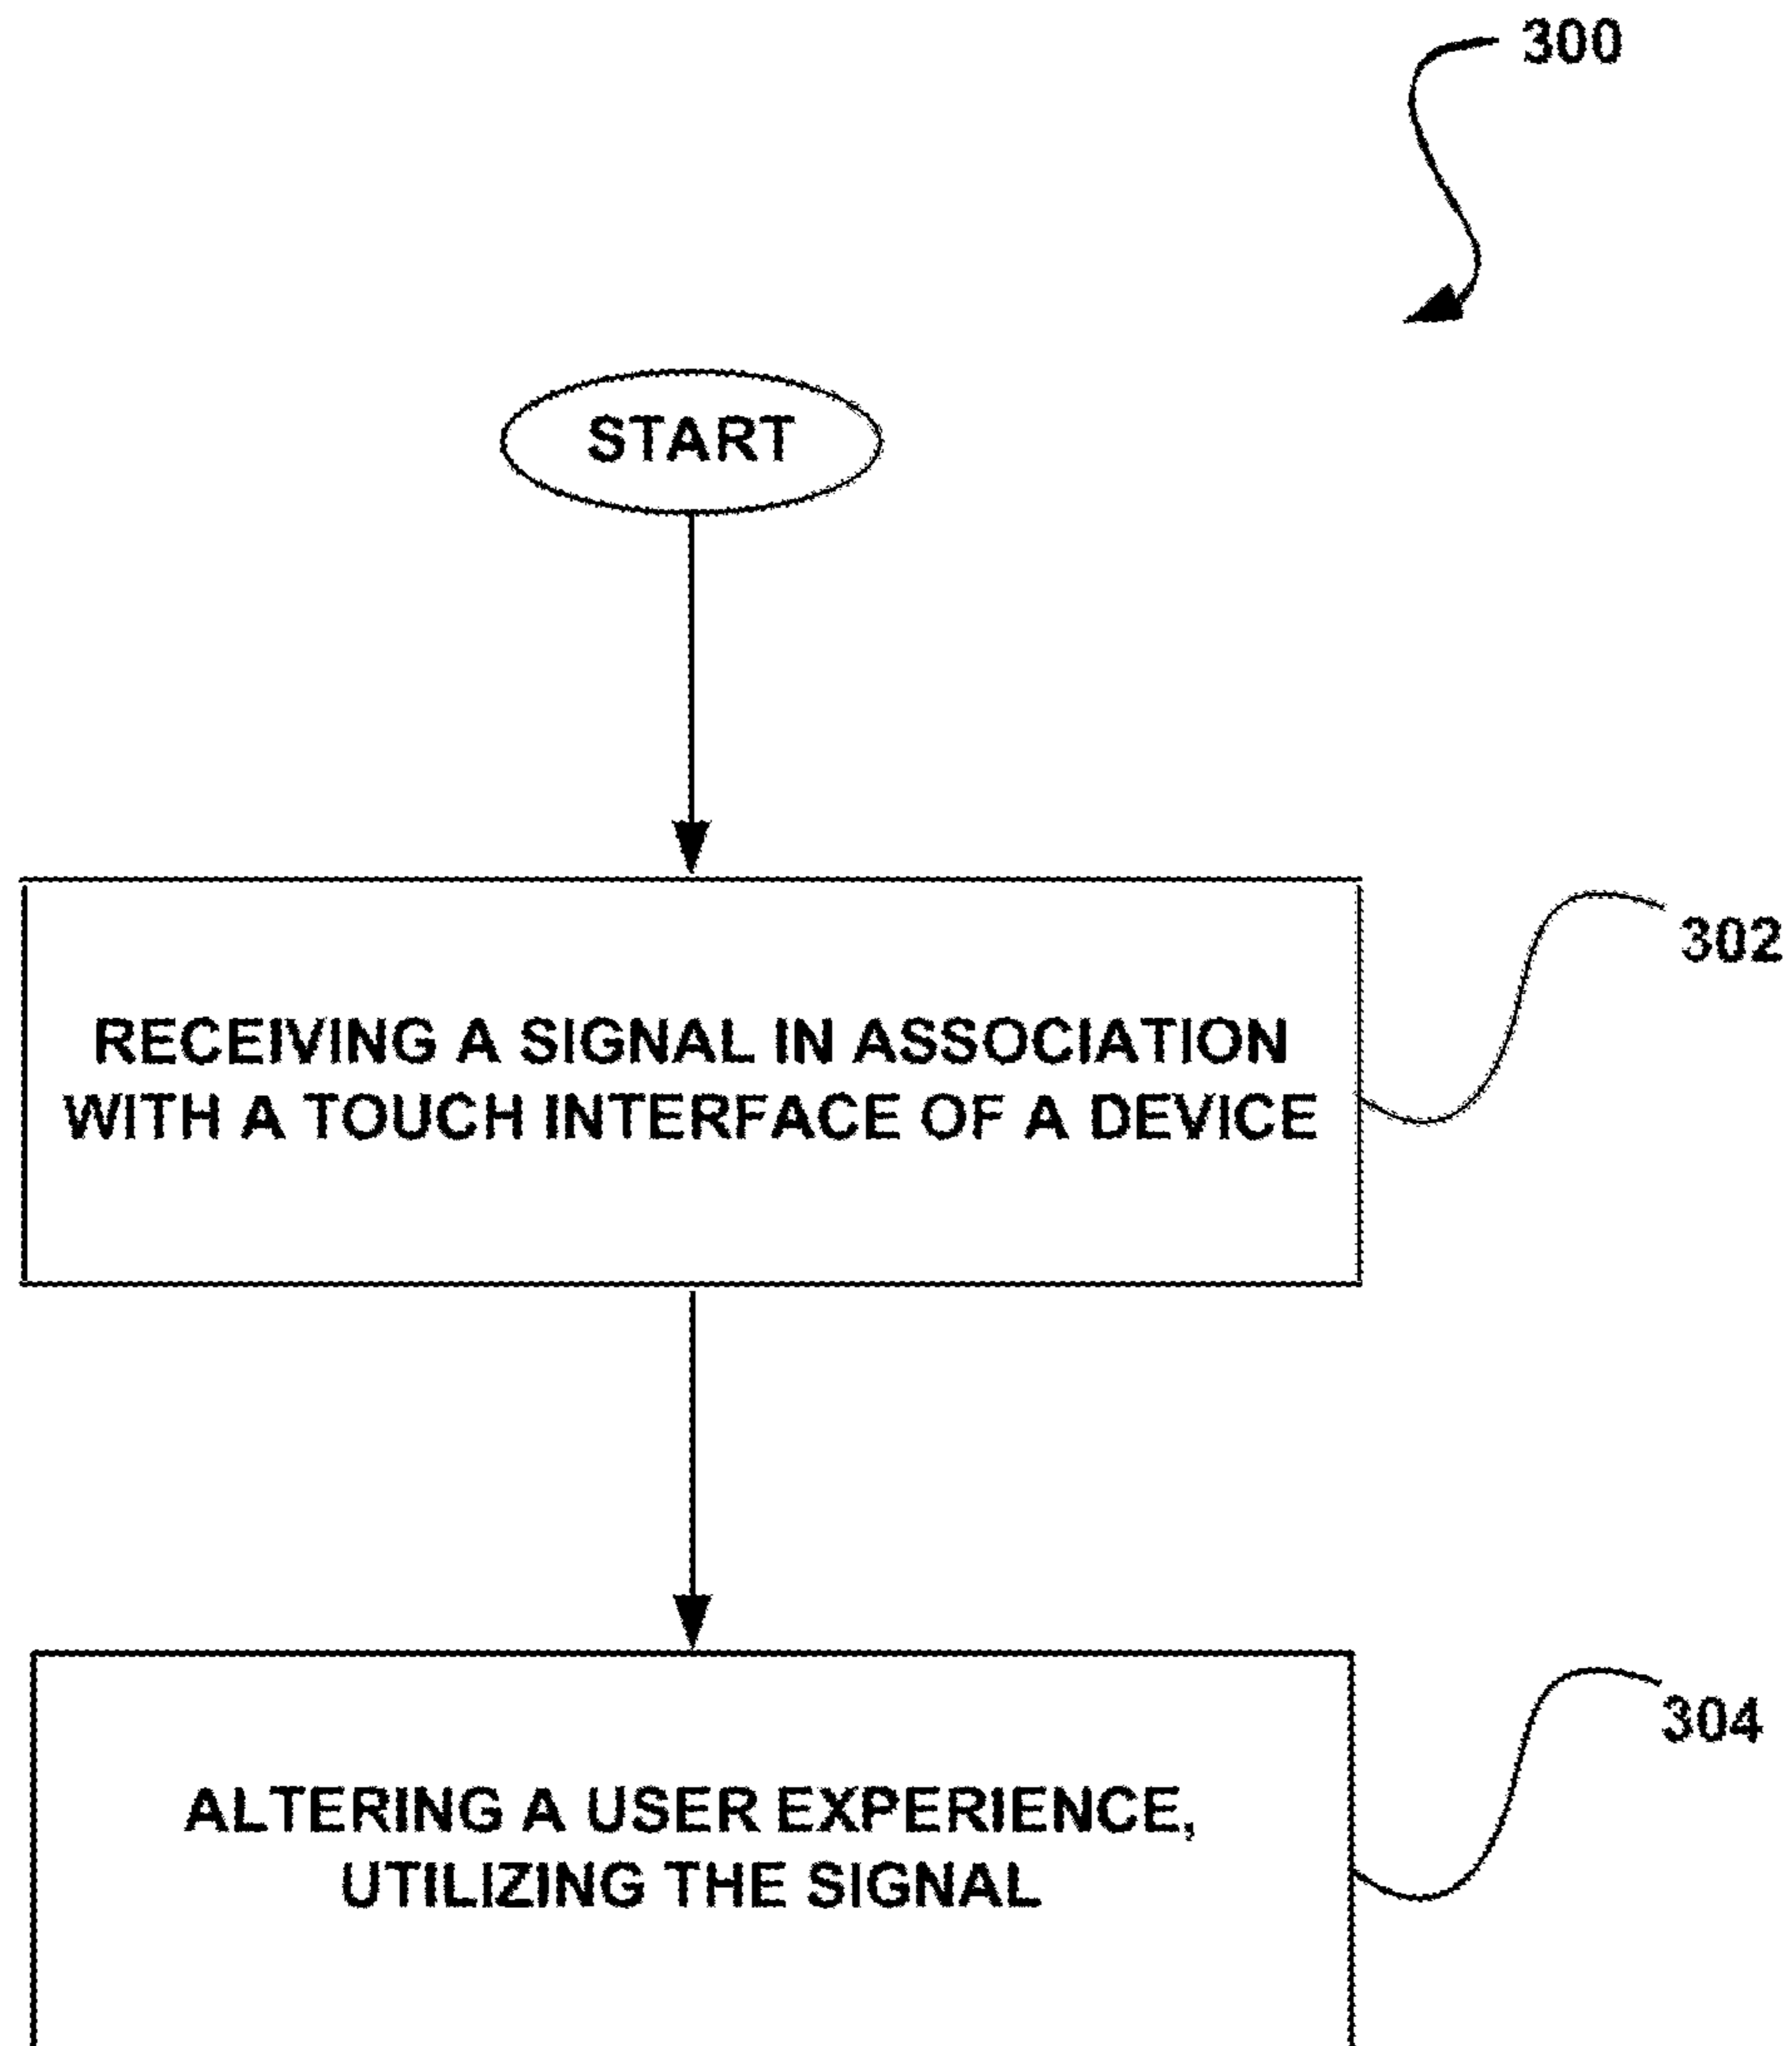 300
START
302
RECEIVING A SIGNAL IN ASSOCIATION
WITH A TOUCH INTERFACE OF A DEVICE
304
ALTERING A USER EXPERIENCE,
UTILIZING THE SIGNAL